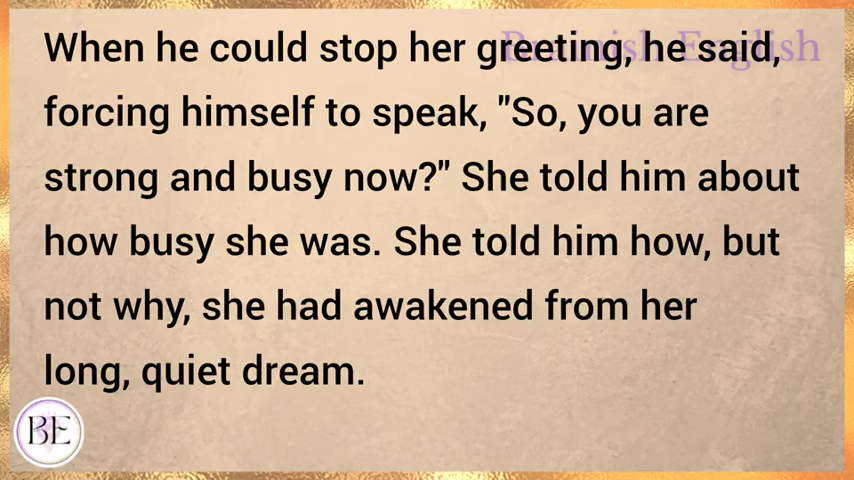 Brainish English
When he could stop her greeting, he said,
forcing himself to speak, "So, you are
strong and busy now?" She told him about
how busy she was. She told him how, but
not why, she had awakened from her
long, quiet dream.
BE